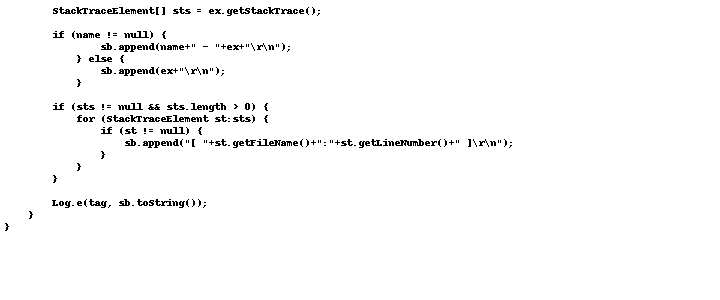 StackTraceElement[] sts = ex.getStackTrace();
if (name != null) {
sb.append(name+" - "+ex+"\r\n");
} else {
sb.append(ex+"\r\n");
}
if (sts != null && sts.length > 0) {
for (StackTraceElement st:sts) {
if (st != null) {
sb.append("[ "+st.getFileName()+":"+st.getLineNumber()+" ]\r\n");
}
}
}
Log.e(tag, sb.toString());
}
}